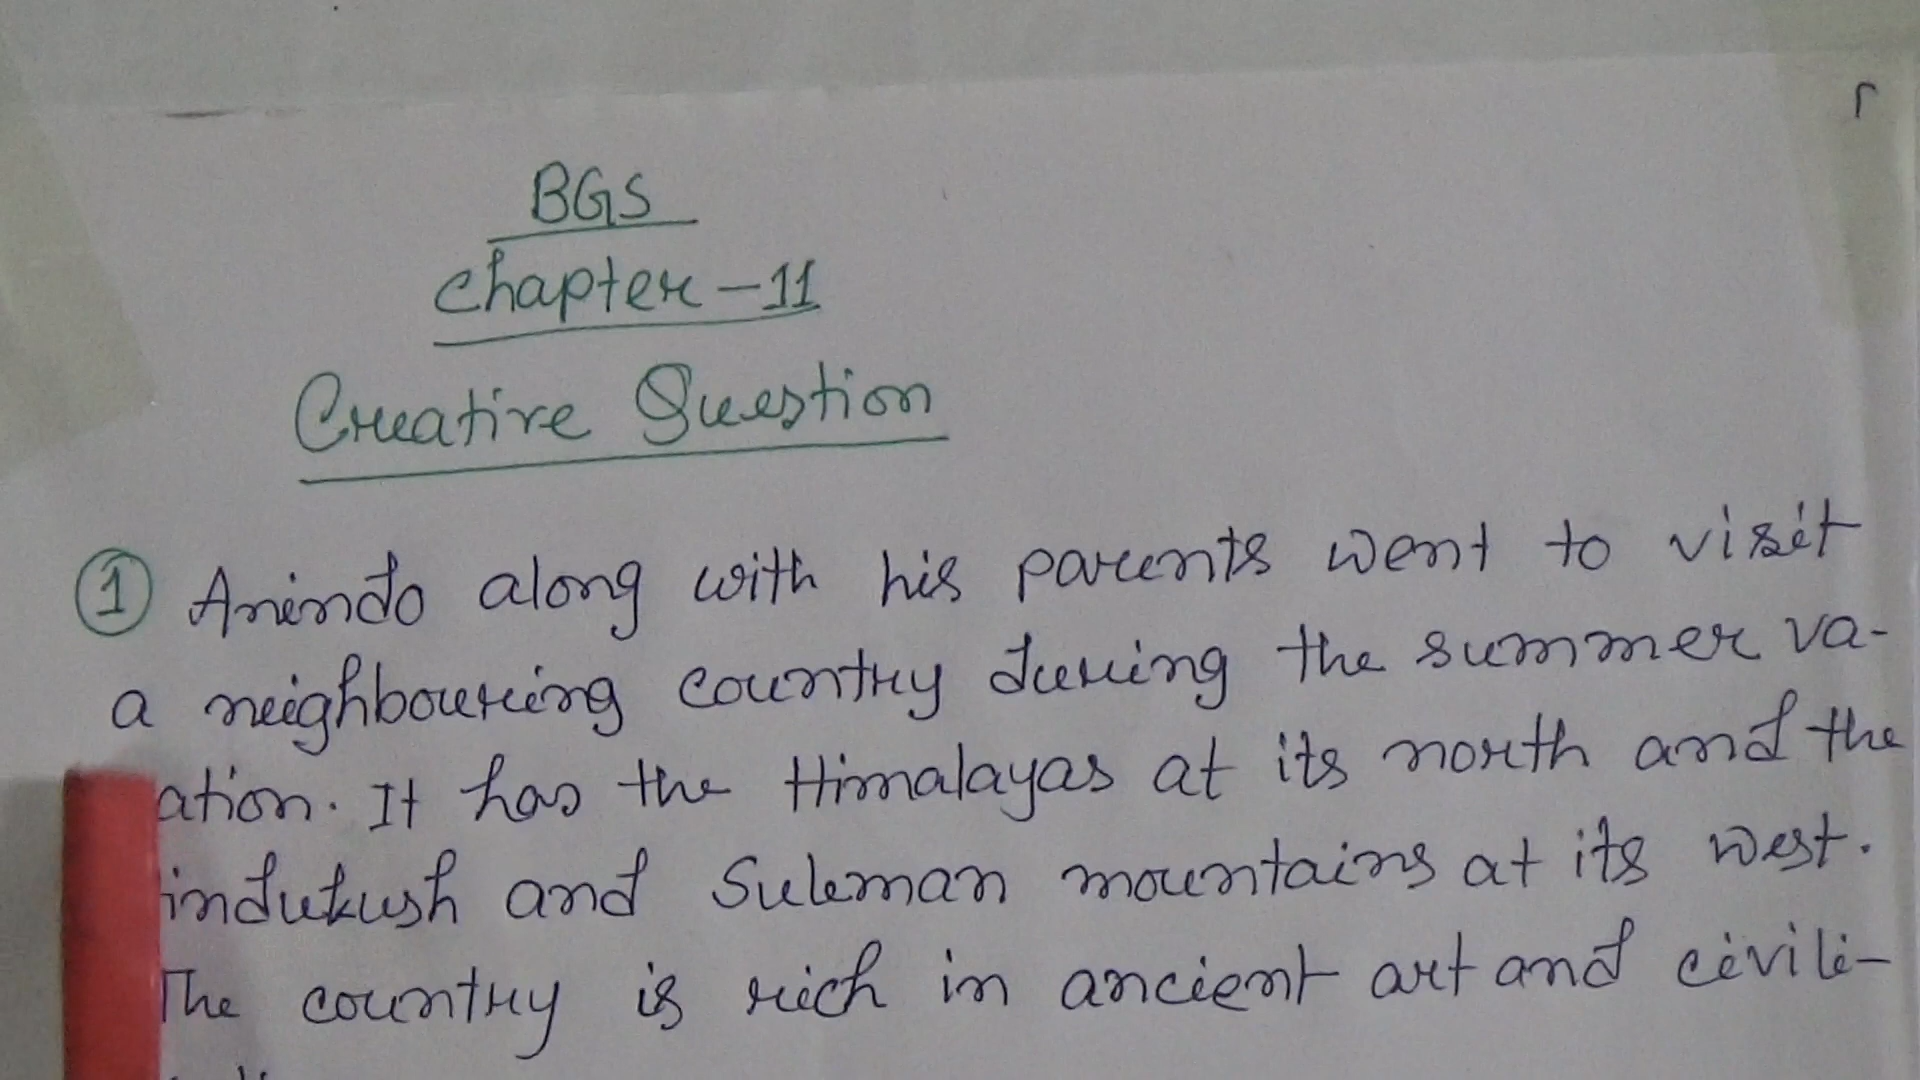 BGS
Chapter-11
Creative Question
1 Anindo along with his parents went to visit
a neighbouring country during the summer va-
ation. It has the Himalayas at its north and the
indukush and Suleman mountains at its west.
The country is rich in ancient art and civili-